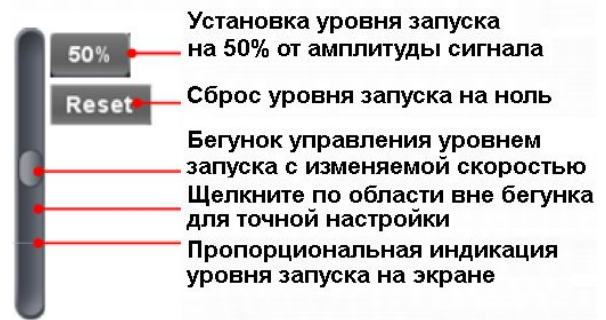 50%
Установка уровня запуска
на 50% от амплитуды сигнала
Reset
Сброс уровня запуска на ноль
Бегунок управления уровнем
запуска с изменяемой скоростью
Щелкните по области вне бегунка
для точной настройки
Пропорциональная индикация
уровня запуска на экране